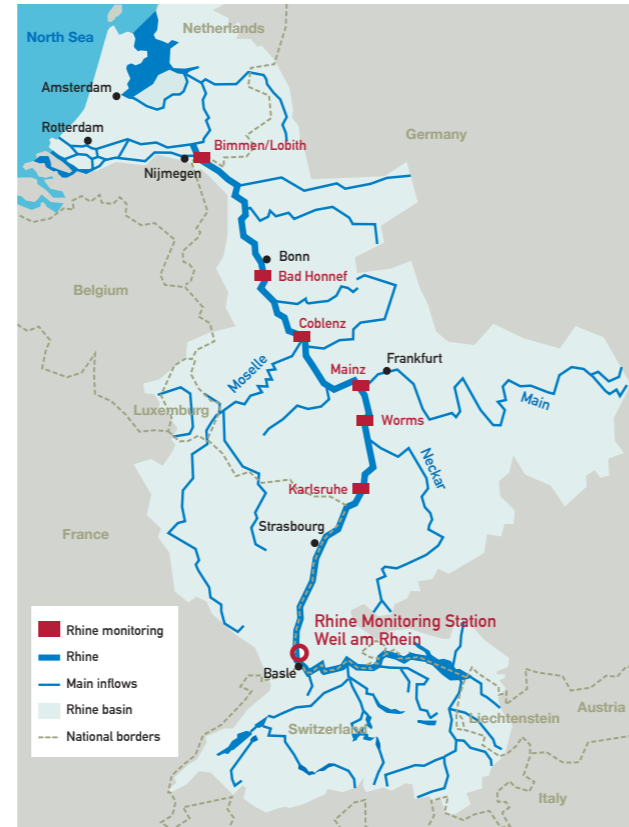 North Sea
Netherlands
Amsterdam
Rotterdam
Germany
Bimmen/Lobith
Nijmegen
Bonn
Bad Honnef
Belgium
Coblenz
Moselle
Mainz
Frankfurt
Main
Luxemburg
Worms
Neckar
Karlsruhe
Strasbourg
France
Rhine Monitoring Station
Weil am Rhein
Basle
Switzerland
Liechtenstein
Austria
Italy
Rhine monitoring
Rhine
Main inflows
Rhine basin
National borders